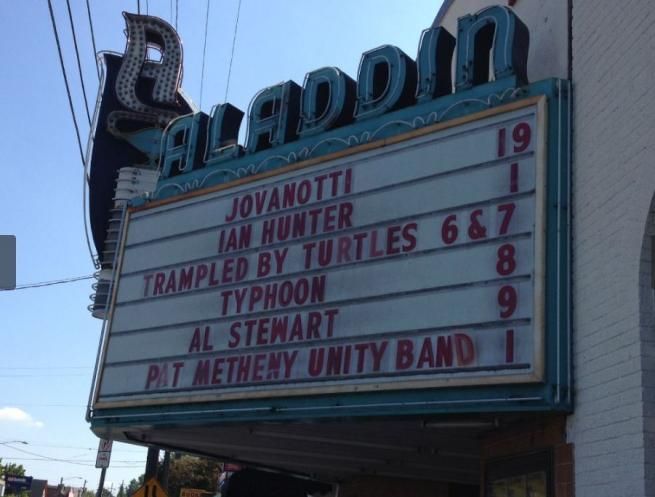 ALADDIN
JOVANOTTI 19
IAN HUNTER 1
TRAMPLED BY TURTLES 6 & 7
TYPHOON 8
AL STEWART 9
PAT METHENY UNITY BAND 1